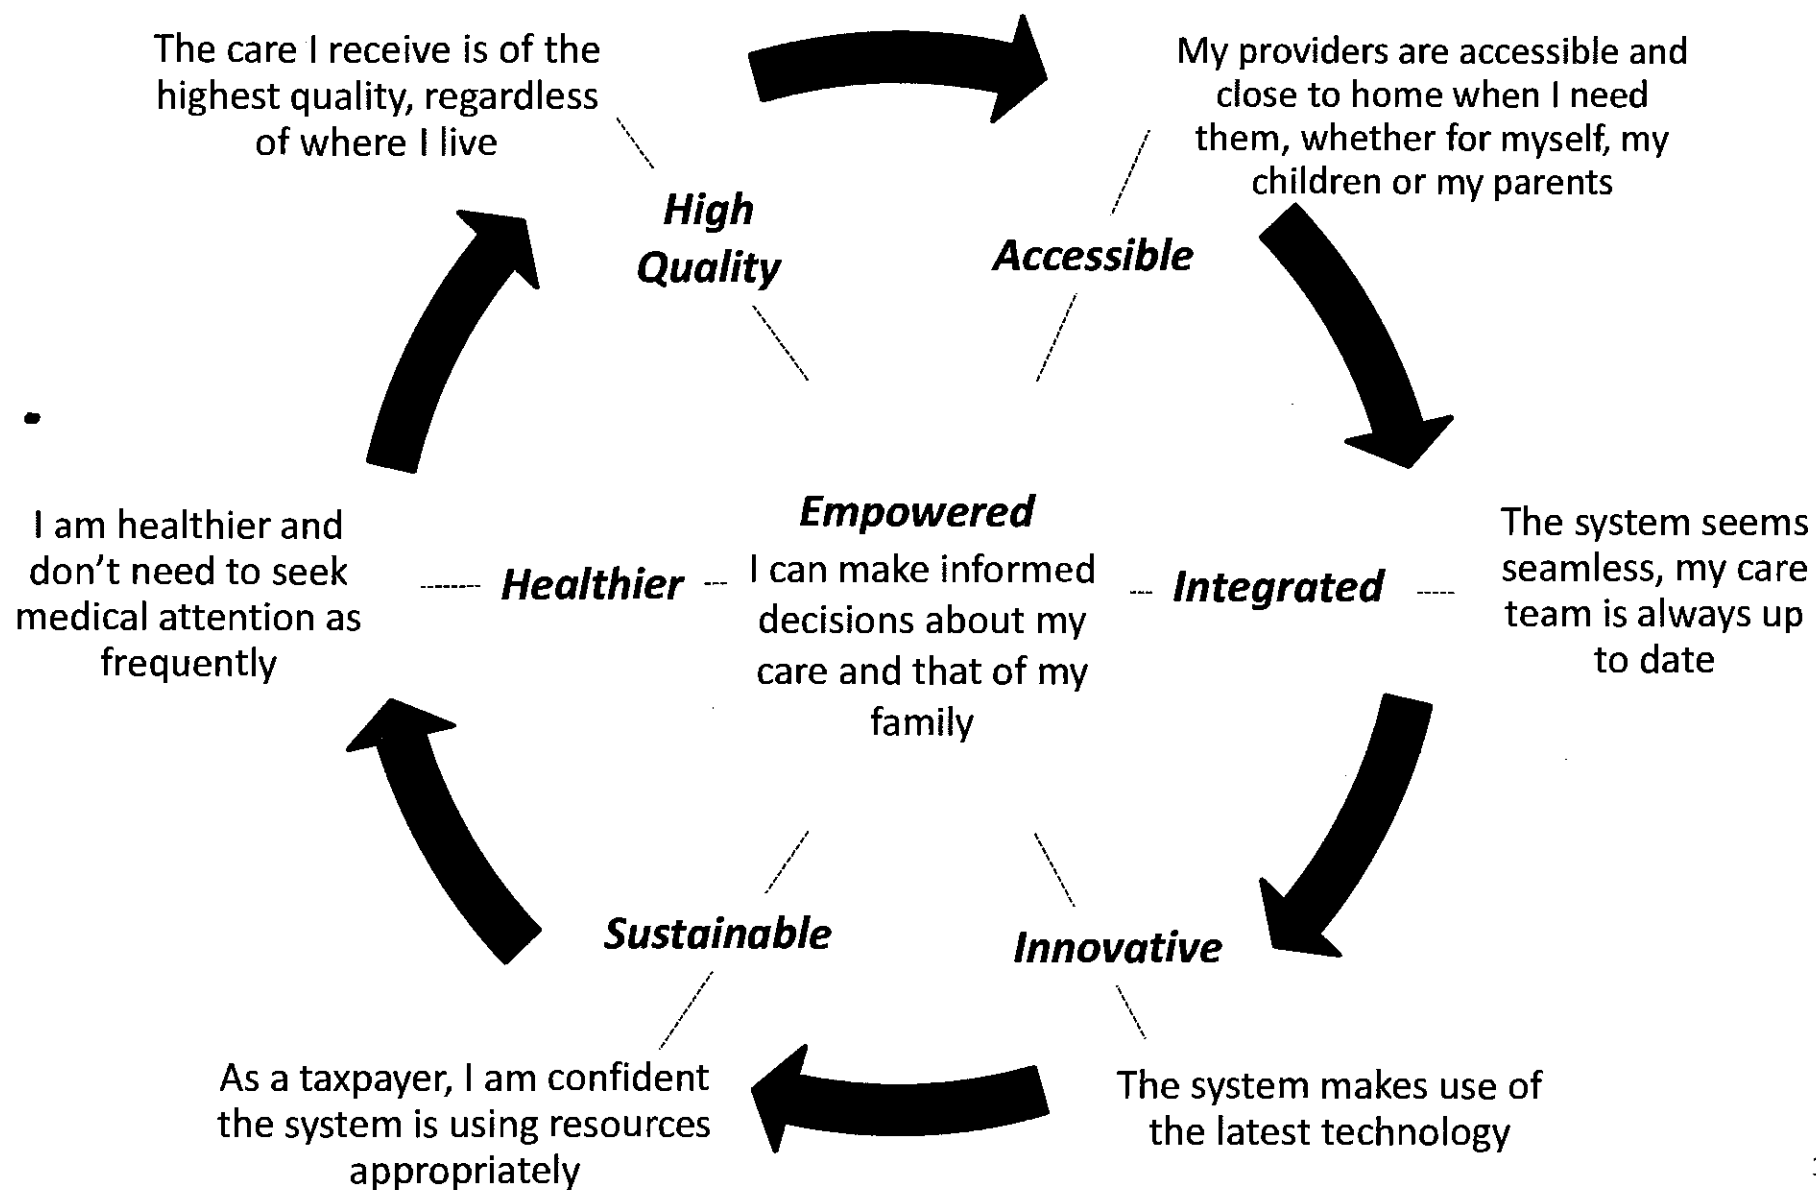 The care I receive is of the
highest quality, regardless
of where I live
High
Quality
My providers are accessible and
close to home when I need
them, whether for myself, my
children or my parents
Accessible
I am healthier and
don't need to seek
medical attention as
frequently
Healthier
Empowered
I can make informed
decisions about my
care and that of my
family
Integrated
The system seems
seamless, my care
team is always up
to date
Sustainable
As a taxpayer, I am confident
the system is using resources
appropriately
Innovative
The system makes use of
the latest technology